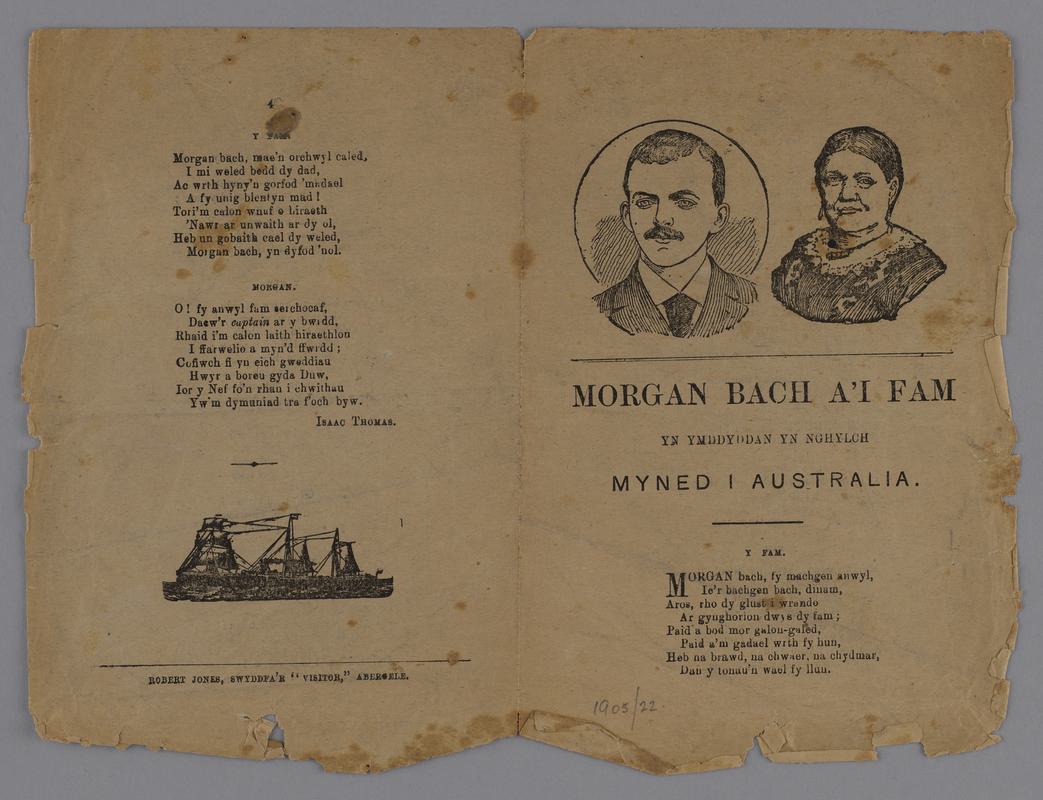 4
Y FAM.
Morgan bach, mae'n orchwyl caled,
I mi weled bedd dy dad,
Ac wrth hyny'n gorfod 'madael
A fy unig blentyn mad !
Tori'm calon wnaf o hiraeth
'Nawr ar unwaith ar dy ol,
Heb un gobaith cael dy weled,
Morgan bach, yn dyfod 'nol.
MORGAN.
O! fy anwyl fam serchocaf,
Daew'r captain ar y bwrdd,
Rhaid i'm calon laith hiraethlon
I ffarwelio a myn'd ffwrdd ;
Cofiwch fi yn eich gweddiau
Hwyr a boreu gyda Duw,
Ior y Nef fo'n rhan i chwithau
Yw'm dymuniad tra f'och byw.
ISAAC THOMAS.
ROBERT JONES, SWYDDFA'R "VISITOR," ABERGELE.
MORGAN BACH A'I FAM
YN YMDDYDDAN YN NGHYLCH
MYNED I AUSTRALIA.
Y FAM.
MORGAN bach, fy machgen anwyl,
Ie'r bachgen bach, dinam,
Aros, rho dy glust i wrando
Ar gynghorion dwys dy fam ;
Paid a bod mor galon-galed,
Paid a'm gadael wrth fy hun,
Heb na brawd, na chwaer, na chydmar,
Dan y tonau'n wael fy llun.
1905/22